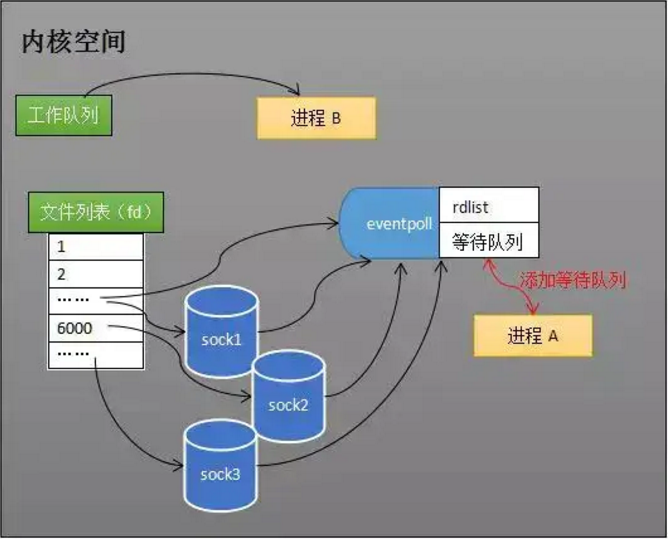 内核空间
工作队列
进程 B
文件列表（fd）
1
2
……
6000
……
eventpoll
rdlist
等待队列
添加等待队列
进程 A
sock1
sock2
sock3